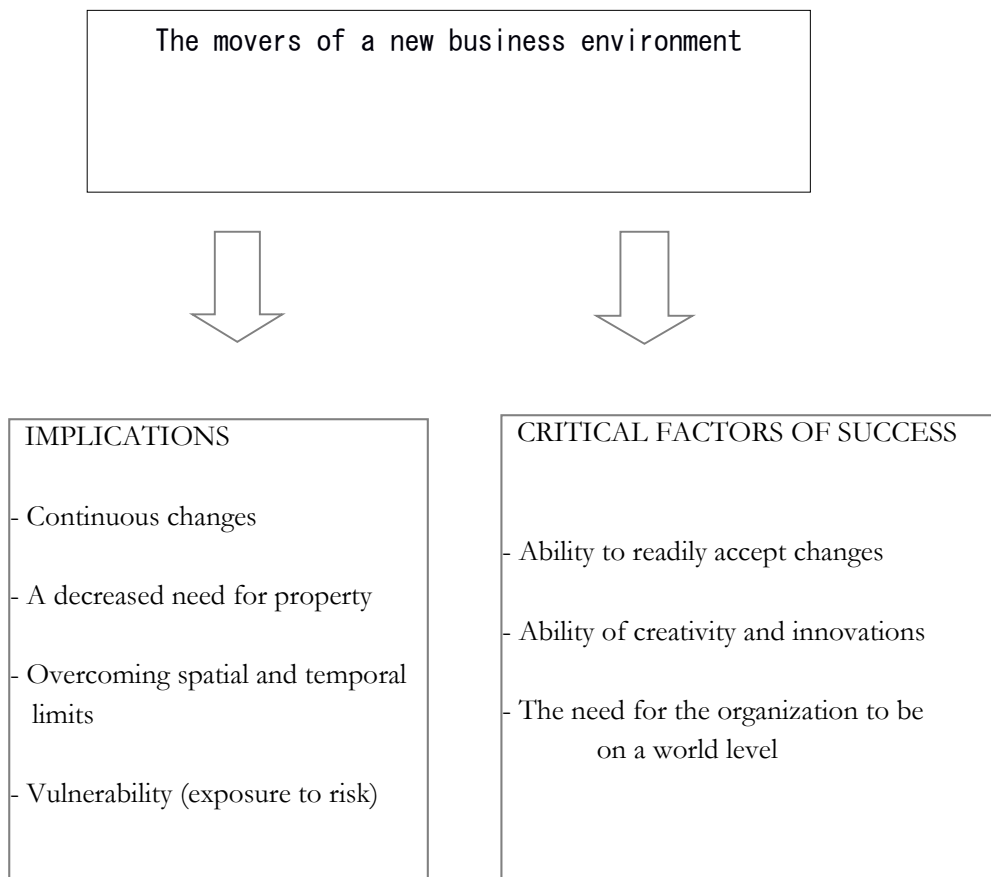 The movers of a new business environment
IMPLICATIONS
- Continuous changes
- A decreased need for property
- Overcoming spatial and temporal
limits
- Vulnerability (exposure to risk)
CRITICAL FACTORS OF SUCCESS
- Ability to readily accept changes
- Ability of creativity and innovations
- The need for the organization to be
on a world level